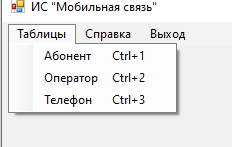 ИС "Мобильная связь"
Таблицы Справка Выход
Абонент Ctrl+1
Оператор Ctrl+2
Телефон Ctrl+3